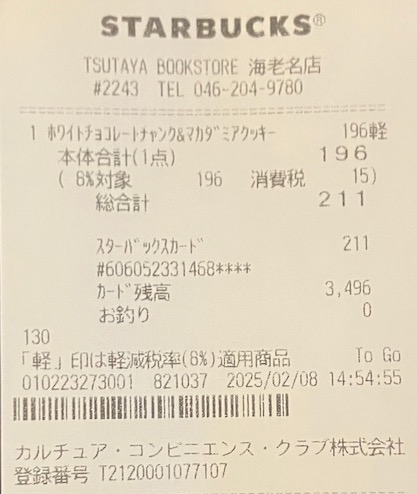 STARBUCKS®
TSUTAYA BOOKSTORE 海老名店
#2243 TEL 046-204-9780
1 ﾎﾜｲﾄﾁｮｺﾚｰﾄﾁｬﾝｸ&ﾏｶﾀﾞﾐｱｸｯｷｰ 196軽
本体合計(1点) 196
( 8%対象 196 消費税 15)
総合計 211
ｽﾀｰﾊﾞｯｸｽｶｰﾄﾞ 211
#606052331468****
ｶｰﾄﾞ残高 3,496
お釣り 0
130
「軽」印は軽減税率(8%)適用商品 To Go
010223273001 821037 2025/02/08 14:54:55
カルチュア・コンビニエンス・クラブ株式会社
登録番号 T2120001077107